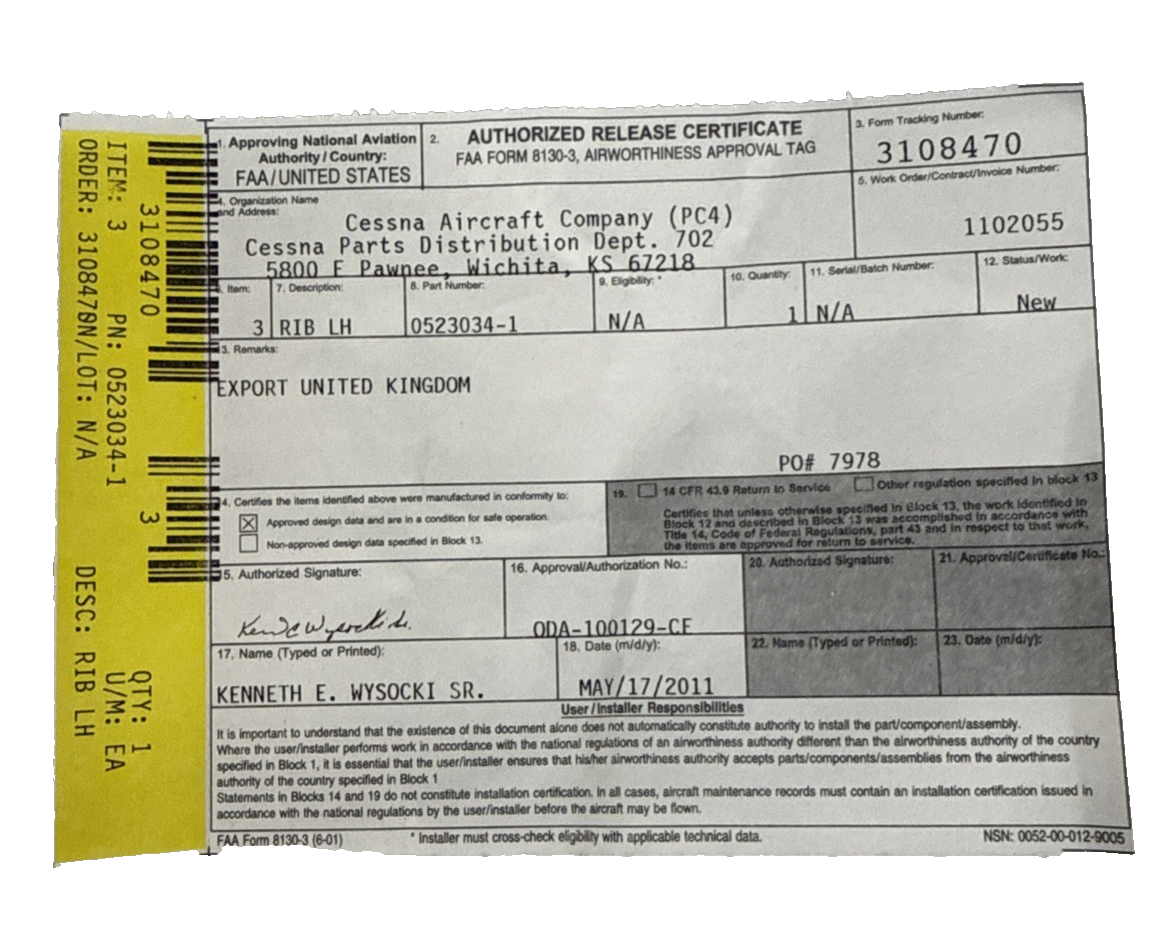 ITEM: 3 PN: 0523034-1 DESC: RIB LH
ORDER: 3108470N/LOT: N/A
3108470
3
QTY: 1
U/M: EA
1. Approving National Aviation
Authority / Country:
FAA/UNITED STATES
2.
AUTHORIZED RELEASE CERTIFICATE
FAA FORM 8130-3, AIRWORTHINESS APPROVAL TAG
3. Form Tracking Number:
3108470
4. Organization Name
and Address:
Cessna Aircraft Company (PC4)
Cessna Parts Distribution Dept. 702
5800 E Pawnee, Wichita, KS 67218
5. Work Order/Contract/Invoice Number:
1102055
Item:
3
7. Description:
RIB LH
8. Part Number:
0523034-1
9. Eligibility: *
N/A
10. Quantity:
1
11. Serial/Batch Number:
N/A
12. Status/Work:
New
3. Remarks:
EXPORT UNITED KINGDOM
PO# 7978
4. Certifies the items identified above were manufactured in conformity to:
Approved design data and are in a condition for safe operation.
Non-approved design data specified in Block 13.
19. 14 CFR 43.9 Return to Service Other regulation specified in block 13
Certifies that unless otherwise specified in Block 13, the work identified in
Block 12 and described in Block 13 was accomplished in accordance with
Title 14, Code of Federal Regulations, part 43 and in respect to that work,
the items are approved for return to service.
5. Authorized Signature:
16. Approval/Authorization No.:
ODA-100129-CE
20. Authorized Signature:
21. Approval/Certificate No.:
17. Name (Typed or Printed):
KENNETH E. WYSOCKI SR.
18. Date (m/d/y):
MAY/17/2011
22. Name (Typed or Printed):
23. Date (m/d/y):
User/Installer Responsibilities
It is important to understand that the existence of this document alone does not automatically constitute authority to install the part/component/assembly.
Where the user/installer performs work in accordance with the national regulations of an airworthiness authority different than the airworthiness authority of the country
specified in Block 1, it is essential that the user/installer ensures that his/her airworthiness authority accepts parts/components/assemblies from the airworthiness
authority of the country specified in Block 1
Statements in Blocks 14 and 19 do not constitute installation certification. In all cases, aircraft maintenance records must contain an installation certification issued in
accordance with the national regulations by the user/installer before the aircraft may be flown.
FAA Form 8130-3 (6-01)
* Installer must cross-check eligibility with applicable technical data.
NSN: 0052-00-012-9005